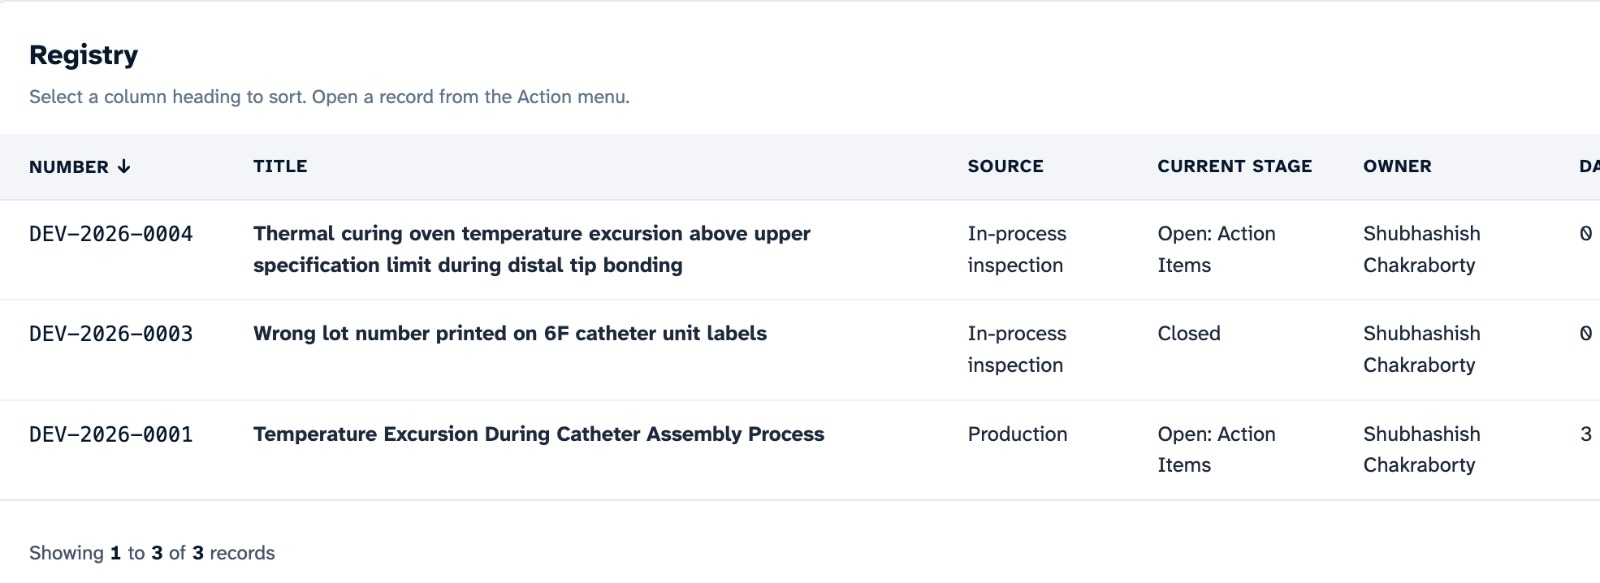 Registry
Select a column heading to sort. Open a record from the Action menu.
NUMBER ↓ TITLE SOURCE CURRENT STAGE OWNER
DEV-2026-0004 Thermal curing oven temperature excursion above upper In-process Open: Action Shubhashish 0
specification limit during distal tip bonding inspection Items Chakraborty
DEV-2026-0003 Wrong lot number printed on 6F catheter unit labels In-process Closed Shubhashish 0
inspection Chakraborty
DEV-2026-0001 Temperature Excursion During Catheter Assembly Process Production Open: Action Shubhashish 3
Items Chakraborty
Showing 1 to 3 of 3 records